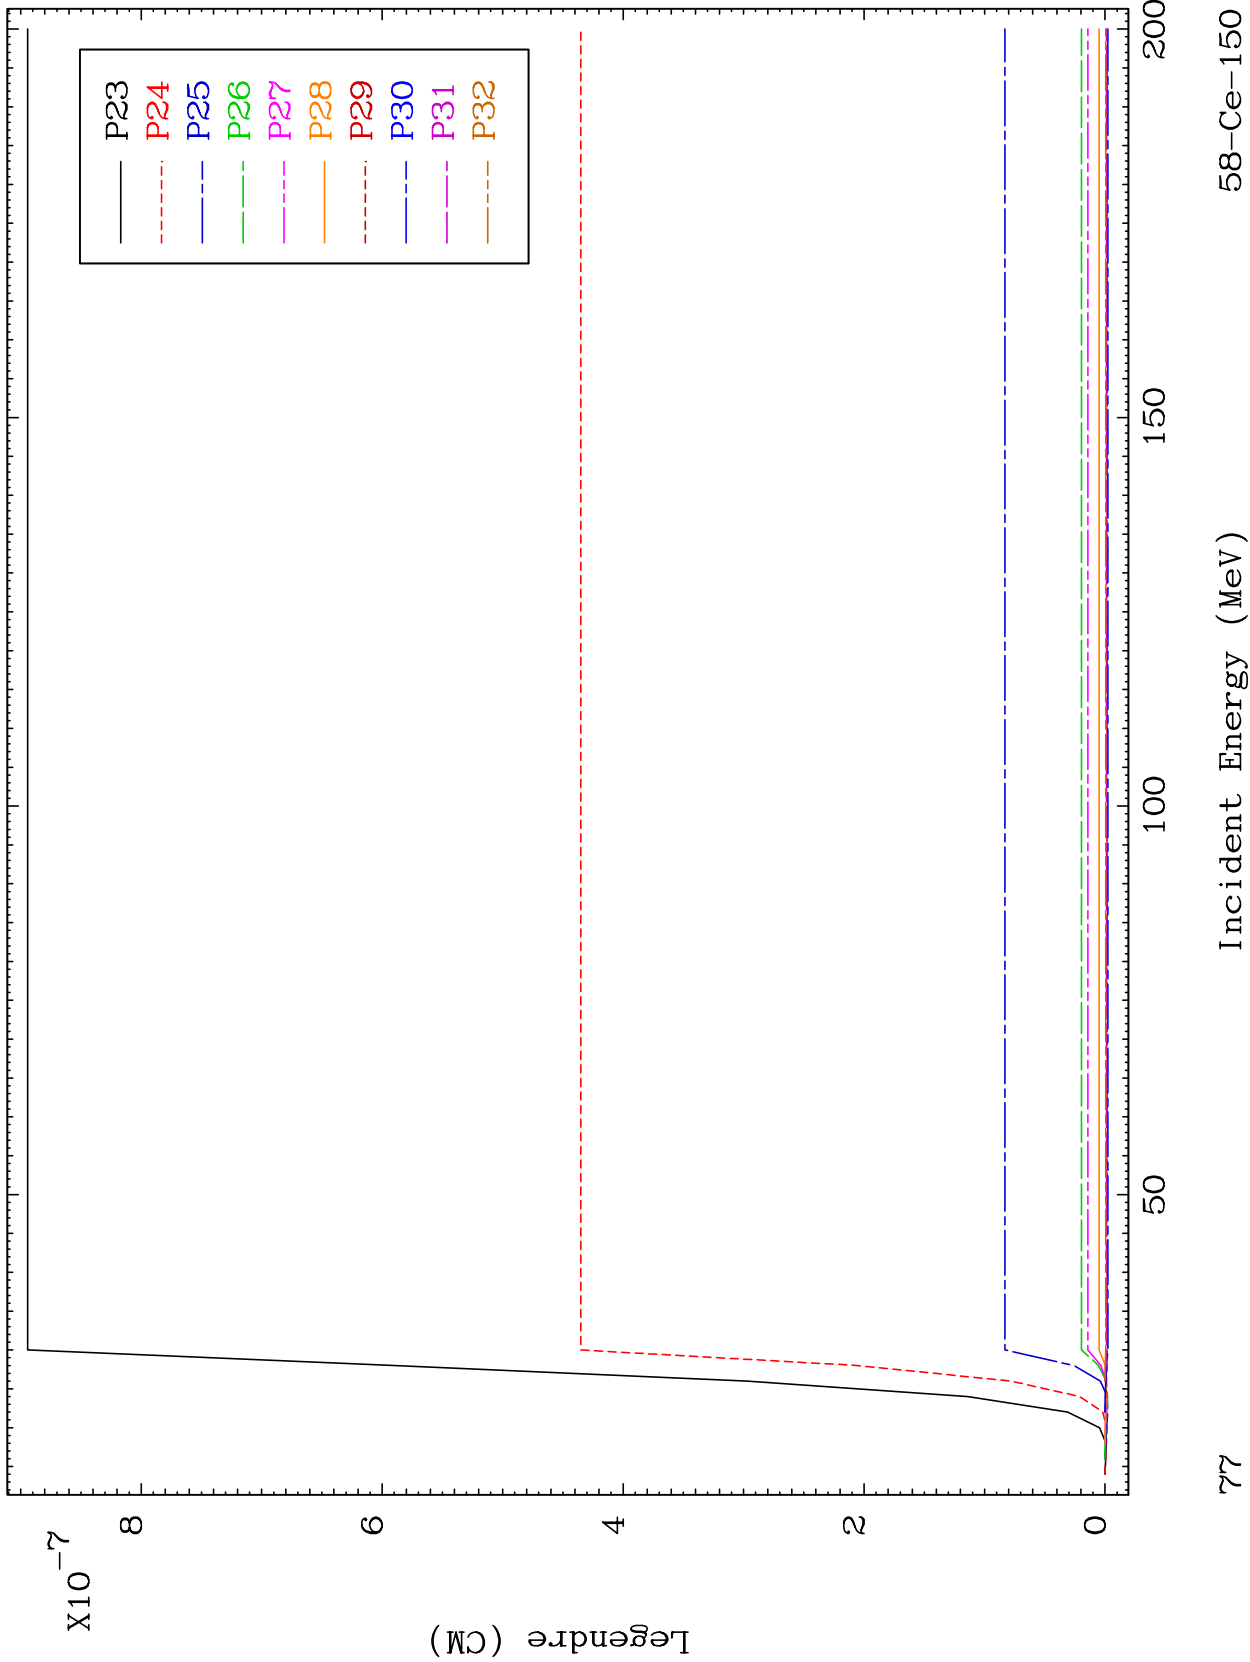 X10-7
8
6
4
2
0
Legendre (CM)
P23
P24
P25
P26
P27
P28
P29
P30
P31
P32
50
100
150
200
Incident Energy (MeV)
77
58-Ce-150